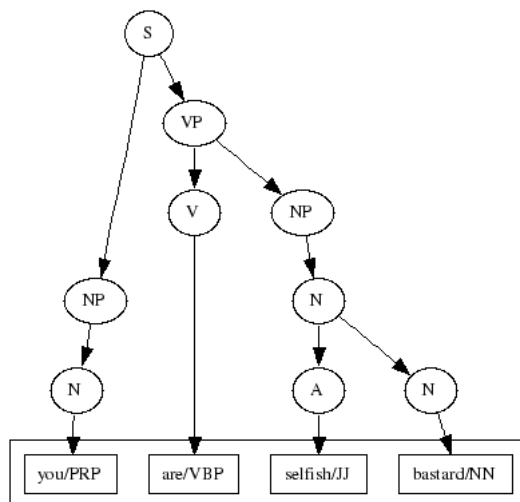 S
VP
V NP
NP N
N A N
you/PRP are/VBP selfish/JJ bastard/NN